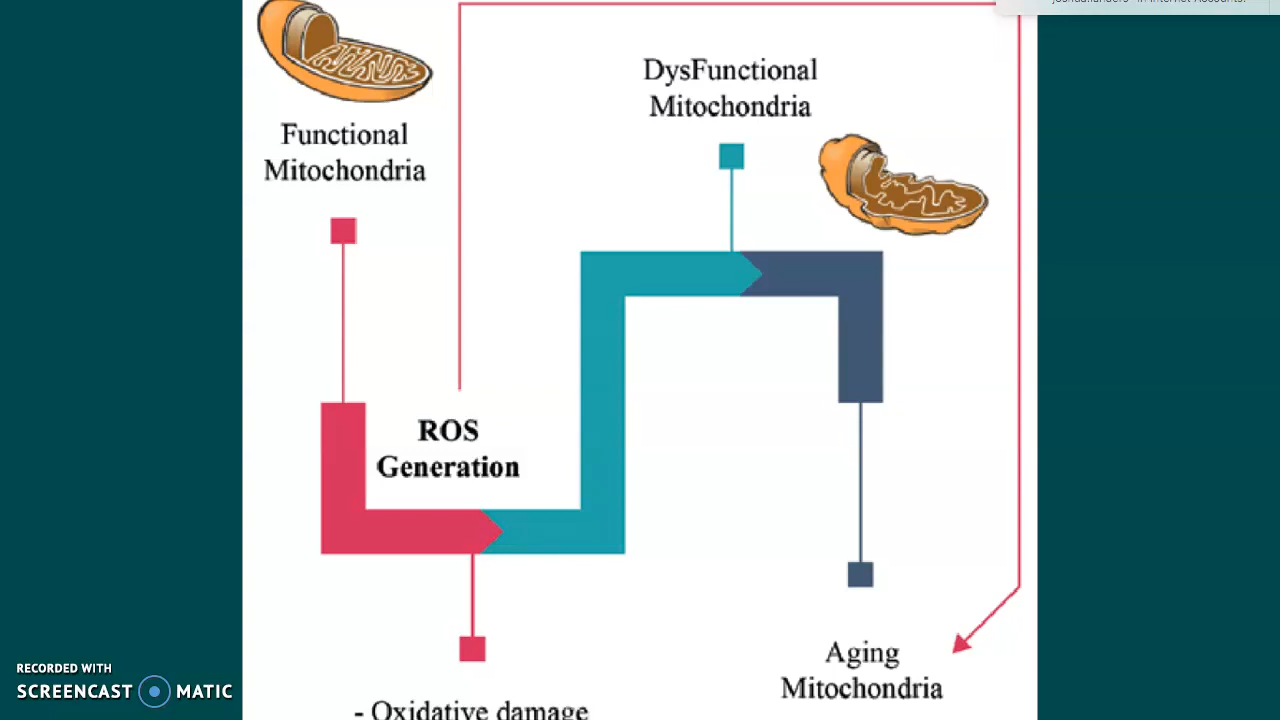 Functional
Mitochondria
DysFunctional
Mitochondria
ROS
Generation
Aging
Mitochondria
- Oxidative damage
RECORDED WITH
SCREENCAST MATIC